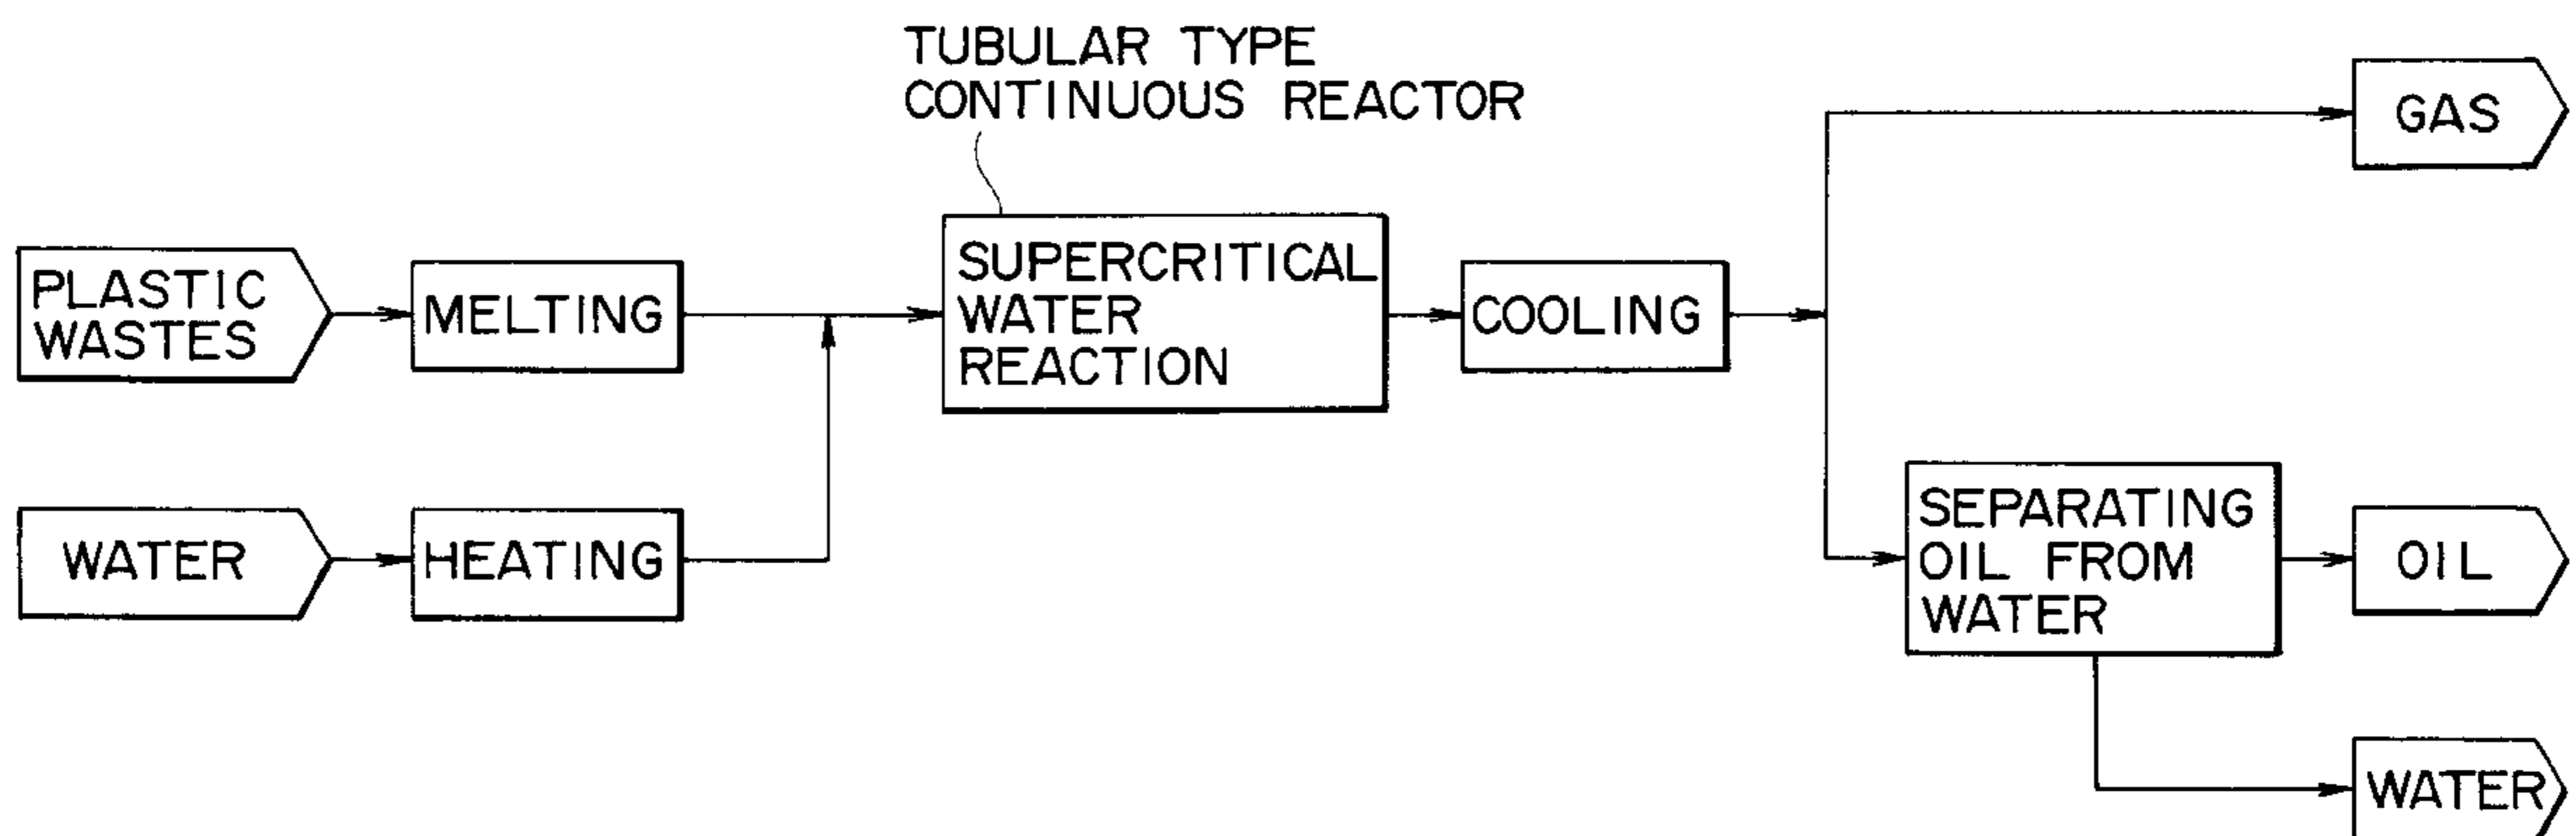 TUBULAR TYPE
CONTINUOUS REACTOR
GAS
PLASTIC
WASTES
MELTING
SUPERCRITICAL
WATER
REACTION
COOLING
WATER
HEATING
SEPARATING
OIL FROM
WATER
OIL
WATER